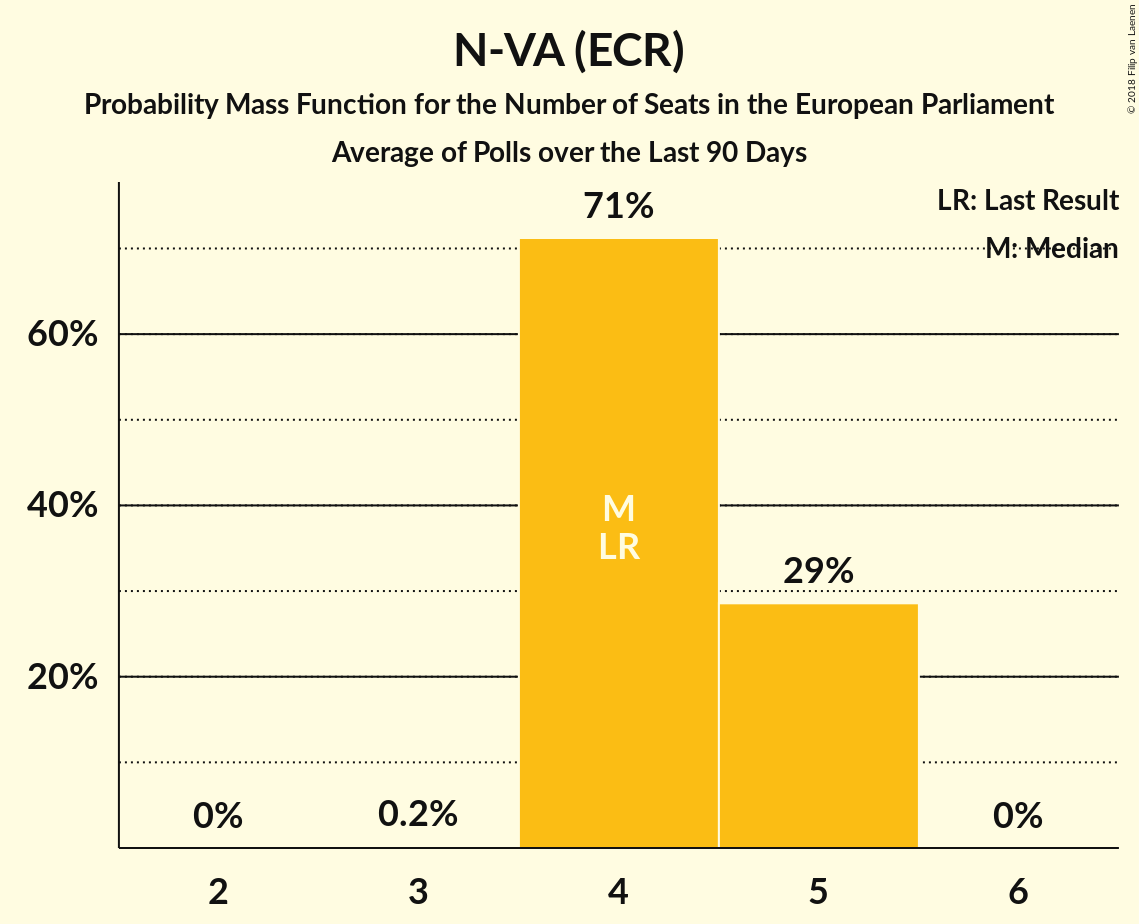 N-VA (ECR)
Probability Mass Function for the Number of Seats in the European Parliament
Average of Polls over the Last 90 Days
© 2018 Filip van Laenen
LR: Last Result
M: Median
71%
60%
40%
20%
M
LR
29%
0%
0.2%
0%
2
3
4
5
6